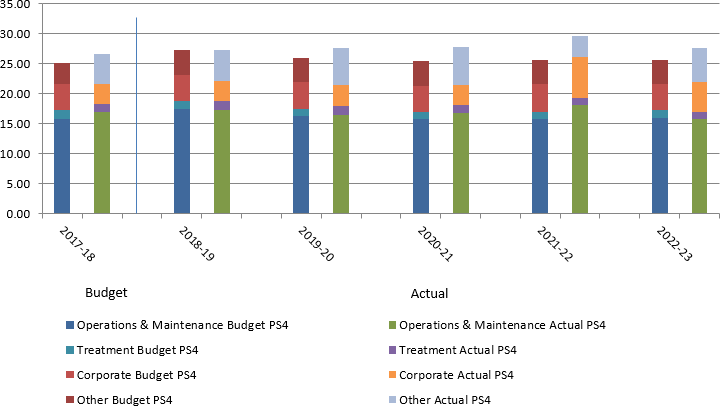 35.00
30.00
25.00
20.00
15.00
10.00
5.00
0.00
2017-18
2018-19
2019-20
2020-21
2021-22
2022-23
Budget Actual
Operations & Maintenance Budget PS4 Operations & Maintenance Actual PS4
Treatment Budget PS4 Treatment Actual PS4
Corporate Budget PS4 Corporate Actual PS4
Other Budget PS4 Other Actual PS4